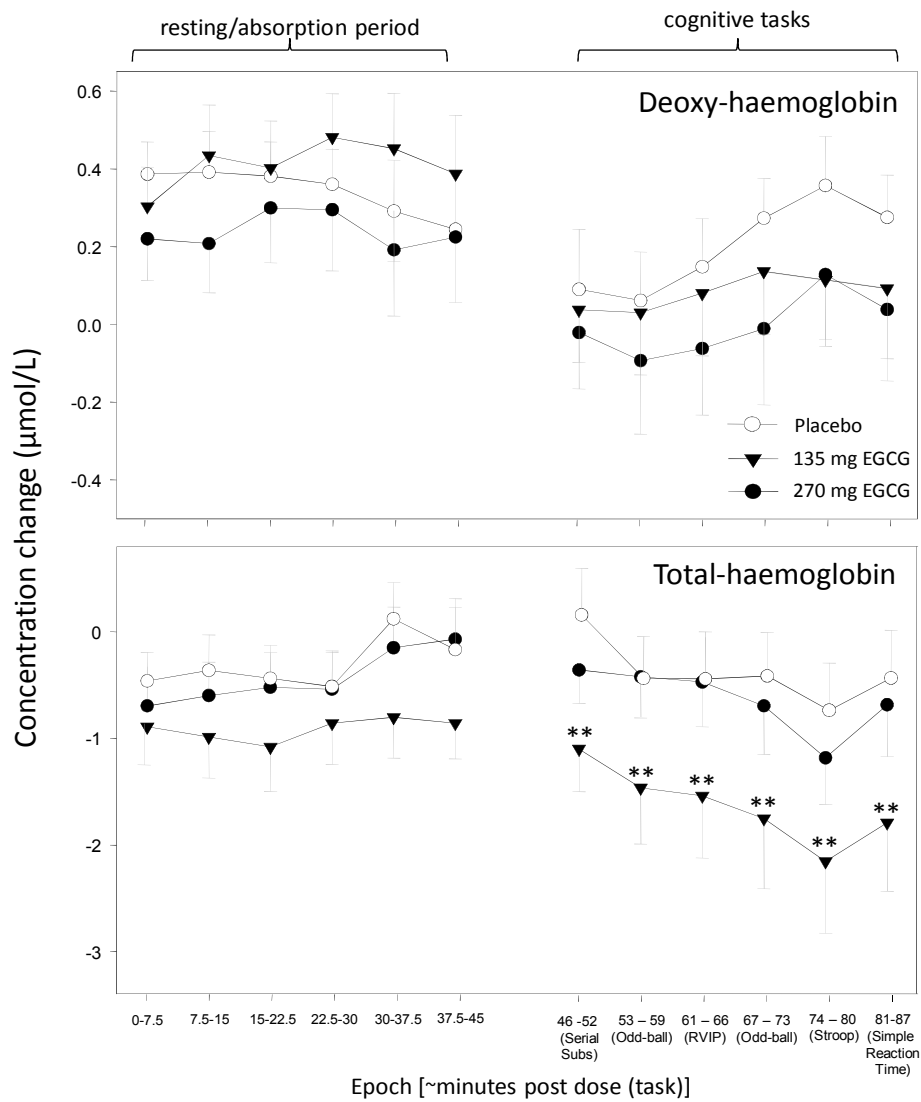 resting/absorption period
cognitive tasks
Deoxy-haemoglobin
0.6
0.4
0.2
0.0
-0.2
-0.4
Placebo
135 mg EGCG
270 mg EGCG
Concentration change (µmol/L)
Total-haemoglobin
0
-1
-2
-3
** ** ** ** ** **
0-7.5 7.5-15 15-22.5 22.5-30 30-37.5 37.5-45
46 -52 53 – 59 61 – 66 67 – 73 74 – 80 81-87
(Serial (Odd-ball) (RVIP) (Odd-ball) (Stroop) (Simple
Subs) Reaction
Time)
Epoch [~minutes post dose (task)]